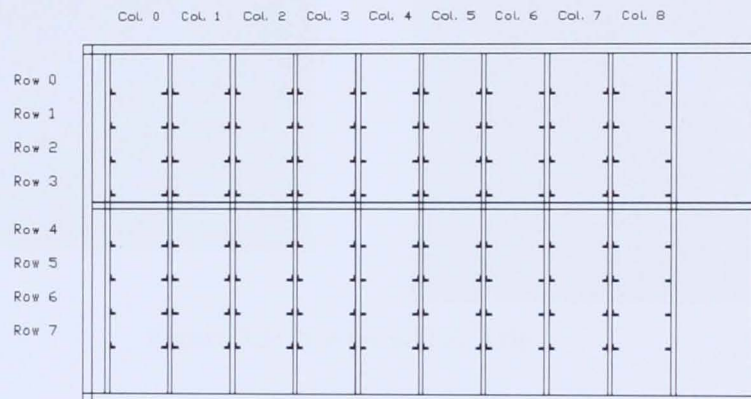 Col. 0 Col. 1 Col. 2 Col. 3 Col. 4 Col. 5 Col. 6 Col. 7 Col. 8
Row 0
Row 1
Row 2
Row 3
Row 4
Row 5
Row 6
Row 7